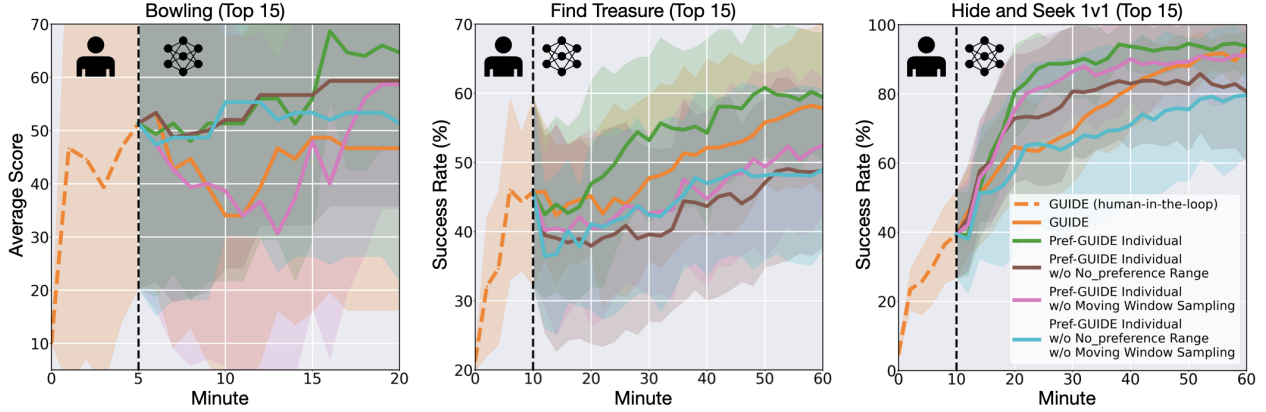 Bowling (Top 15)
Average Score
70
60
50
40
30
20
10
0
5
10
15
20
Minute
Find Treasure (Top 15)
Success Rate (%)
70
60
50
40
30
20
0
10
20
30
40
50
60
Minute
Hide and Seek 1v1 (Top 15)
Success Rate (%)
100
80
60
40
20
0
0
10
20
30
40
50
60
Minute
GUIDE (human-in-the-loop)
GUIDE
Pref-GUIDE Individual
Pref-GUIDE Individual
w/o No_preference Range
Pref-GUIDE Individual
w/o Moving Window Sampling
Pref-GUIDE Individual
w/o No_preference Range
w/o Moving Window Sampling